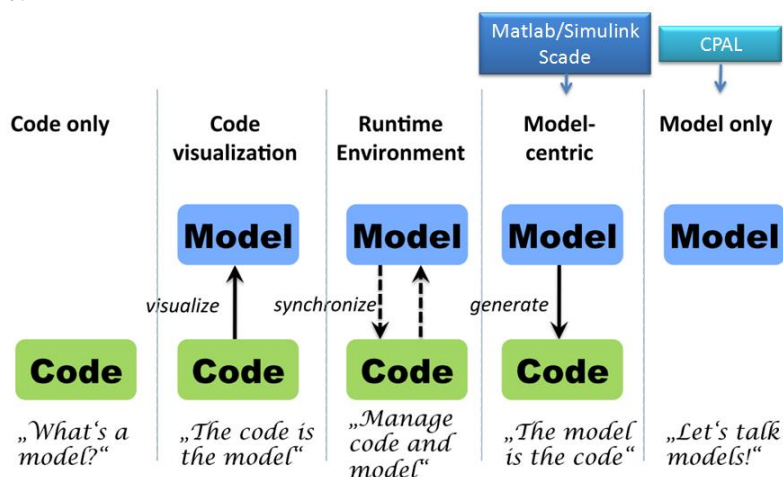 Matlab/Simulink
Scade
CPAL
Code only
Code
visualization
Runtime
Environment
Model-
centric
Model only
Model
Model
Model
Model
visualize
synchronize
generate
Code
Code
Code
Code
„What‘s a
model?“
„The code is
the model“
„Manage
code and
model“
„The model
is the code“
„Let‘s talk
models!“